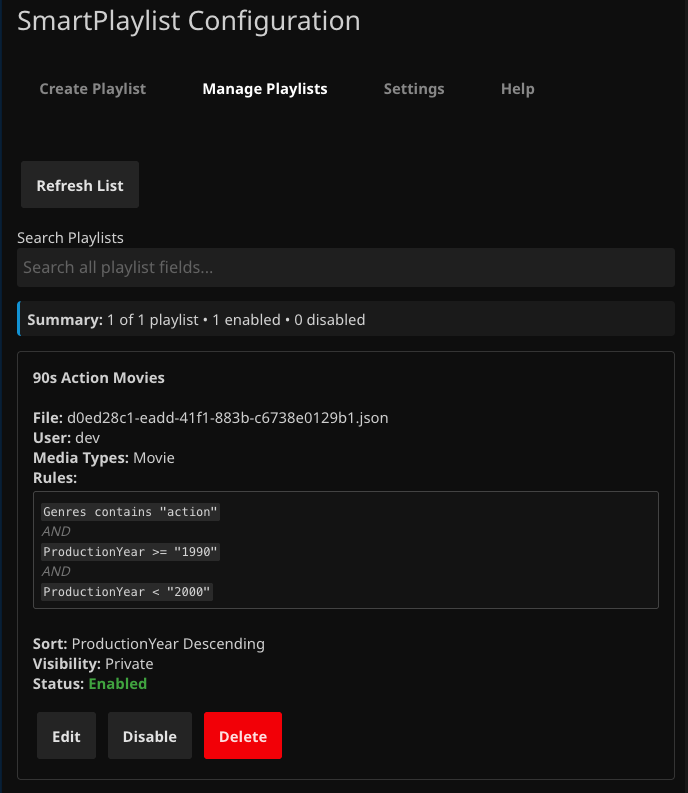 SmartPlaylist Configuration
Create Playlist Manage Playlists Settings Help
Refresh List
Search Playlists
Search all playlist fields...
Summary: 1 of 1 playlist • 1 enabled • 0 disabled
90s Action Movies
File: d0ed28c1-eadd-41f1-883b-c6738e0129b1.json
User: dev
Media Types: Movie
Rules:
Genres contains "action"
AND
ProductionYear >= "1990"
AND
ProductionYear < "2000"
Sort: ProductionYear Descending
Visibility: Private
Status: Enabled
Edit Disable Delete